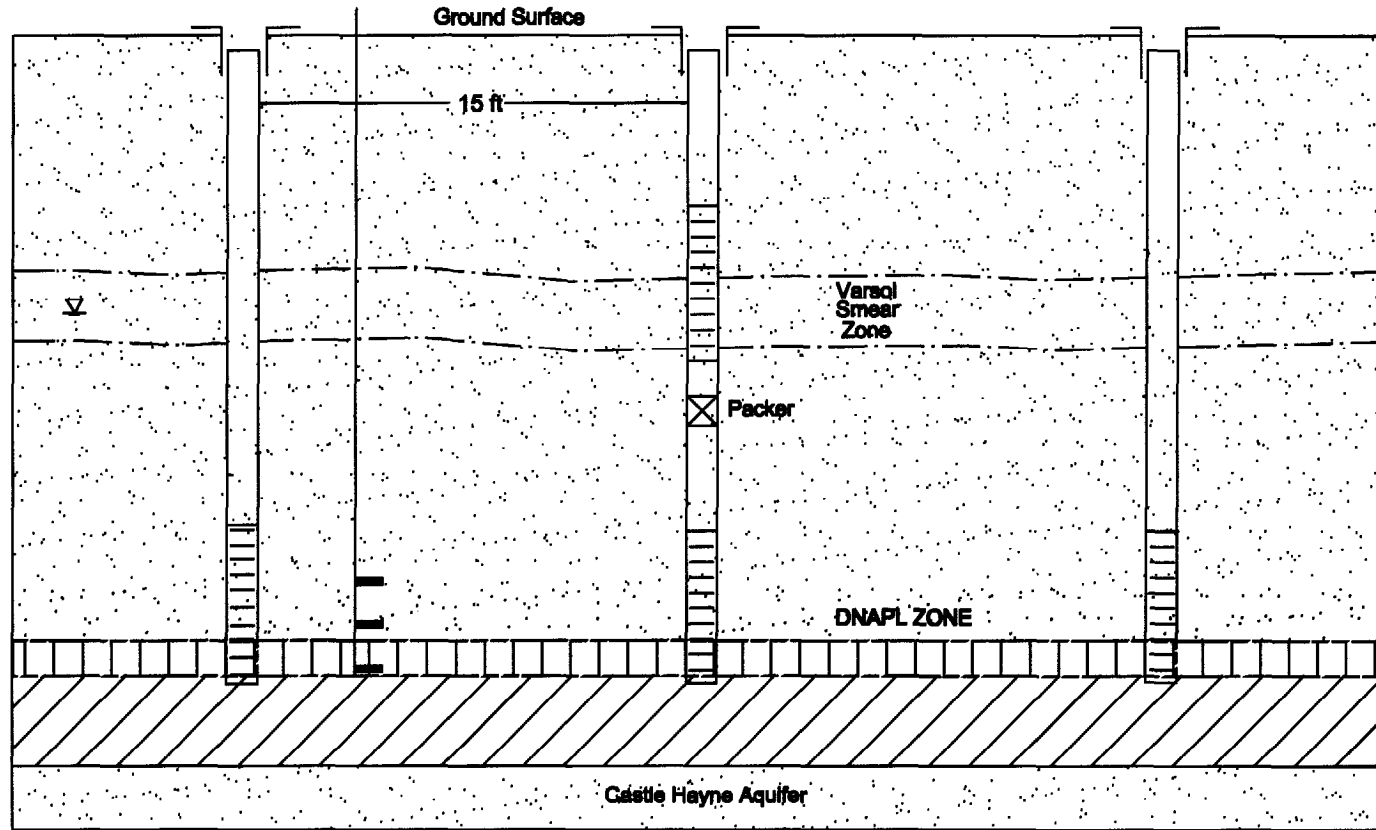 Ground Surface
15 ft
Varsol
Smear
Zone
Packer
DNAPL ZONE
Castle Hayne Aquifer